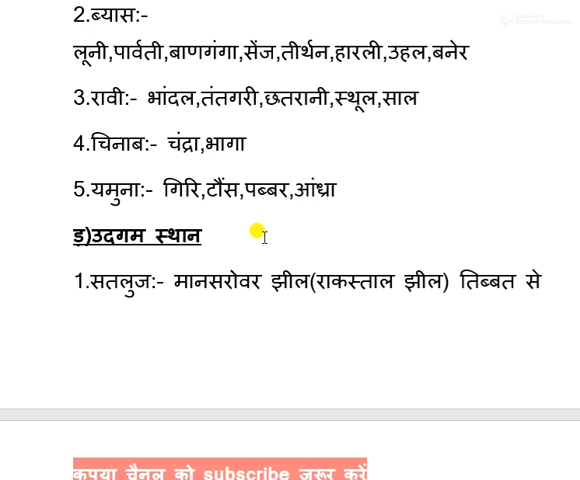 2.ब्यास:-
लूनी,पार्वती,बाणगंगा,सेंज,तीर्थन,हारली,उहल,बनेर
3.रावी:- भांदल,तंतगरी,छतरानी,स्थूल,साल
4.चिनाब:- चंद्रा,भागा
5.यमुना:- गिरि,टौंस,पब्बर,आंध्रा
ड़)उदगम स्थान
1.सतलुज:- मानसरोवर झील(राकस्ताल झील) तिब्बत से
कृपया चैनल को subscribe जरूर करें